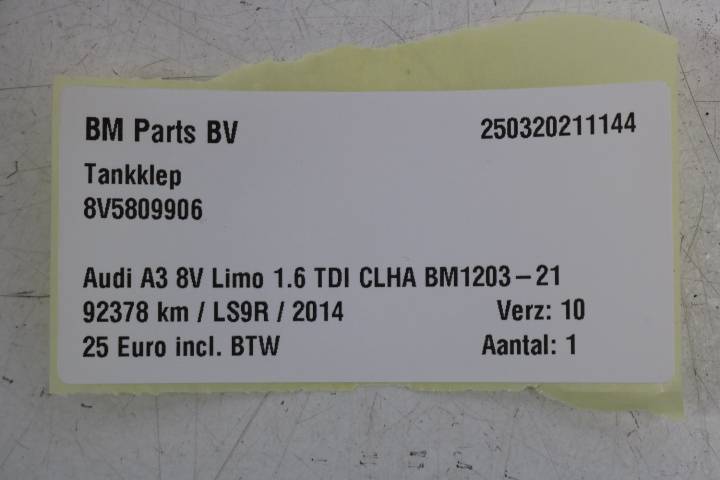 BM Parts BV 250320211144
Tankklep
8V5809906
Audi A3 8V Limo 1.6 TDI CLHA BM1203-21
92378 km / LS9R / 2014 Verz: 10
25 Euro incl. BTW Aantal: 1